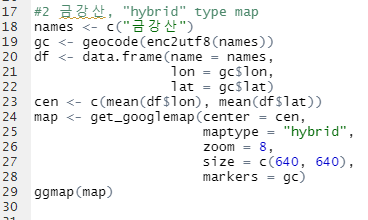 17 #2 금강산, "hybrid" type map
18 names <- c("금강산")
19 gc <- geocode(enc2utf8(names))
20 df <- data.frame(name = names,
21 lon = gc$lon,
22 lat = gc$lat)
23 cen <- c(mean(df$lon), mean(df$lat))
24 map <- get_googlemap(center = cen,
25 maptype = "hybrid",
26 zoom = 8,
27 size = c(640, 640),
28 markers = gc)
29 ggmap(map)
30